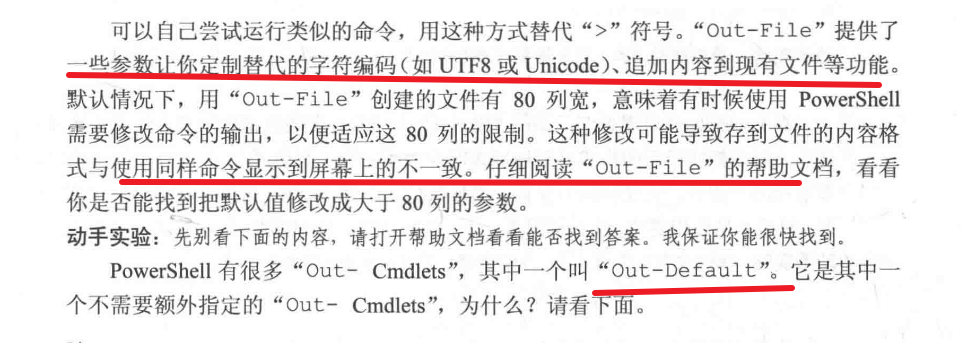 可以自己尝试运行类似的命令，用这种方式替代“>”符号。“Out-File”提供了
一些参数让你定制替代的字符编码（如 UTF8 或 Unicode）、追加内容到现有文件等功能。
默认情况下，用“Out-File”创建的文件有 80 列宽，意味着有时候使用 PowerShell
需要修改命令的输出，以便适应这 80 列的限制。这种修改可能导致存到文件的内容格
式与使用同样命令显示到屏幕上的不一致。仔细阅读“Out-File”的帮助文档，看看
你是否能找到把默认值修改成大于 80 列的参数。
动手实验：先别看下面的内容，请打开帮助文档看看能否找到答案。我保证你能很快找到。
PowerShell 有很多“Out- Cmdlets”，其中一个叫“Out-Default”。它是其中一
个不需要额外指定的“Out- Cmdlets”，为什么？请看下面。